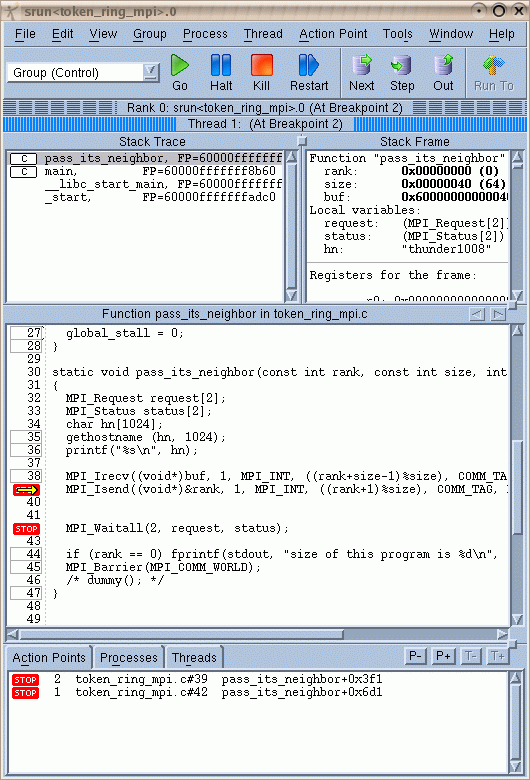 srun<token_ring_mpi>.0
File Edit View Group Process Thread Action Point Tools Window Help
Group (Control) Go Halt Kill Restart Next Step Out Run To
Rank 0: srun<token_ring_mpi>.0 (At Breakpoint 2)
Thread 1: (At Breakpoint 2)
Stack Trace
C pass_its_neighbor, FP=60000fffffff
C main, FP=60000fffffff8b60
__libc_start_main, FP=60000fffffff
_start, FP=60000fffffffadc0
Stack Frame
Function "pass_its_neighbor"
rank: 0x00000000 (0)
size: 0x00000040 (64)
buf: 0x6000000000004
Local variables:
request: (MPI_Request[2])
status: (MPI_Status[2])
hn: "thunder1008"
Registers for the frame:
Function pass_its_neighbor in token_ring_mpi.c
27 global_stall = 0;
28 }
29
30 static void pass_its_neighbor(const int rank, const int size, int
31 {
32 MPI_Request request[2];
33 MPI_Status status[2];
34 char hn[1024];
35 gethostname (hn, 1024);
36 printf("%s\n", hn);
37
38 MPI_Irecv((void*)buf, 1, MPI_INT, ((rank+size-1)%size), COMM_TA
MPI_Isend((void*)&rank, 1, MPI_INT, ((rank+1)%size), COMM_TAG,
40
41
STOP MPI_Waitall(2, request, status);
43
44 if (rank == 0) fprintf(stdout, "size of this program is %d\n",
45 MPI_Barrier(MPI_COMM_WORLD);
46 /* dummy(); */
47 }
48
49
Action Points Processes Threads P- P+ T- T+
STOP 2 token_ring_mpi.c#39 pass_its_neighbor+0x3f1
STOP 1 token_ring_mpi.c#42 pass_its_neighbor+0x6d1